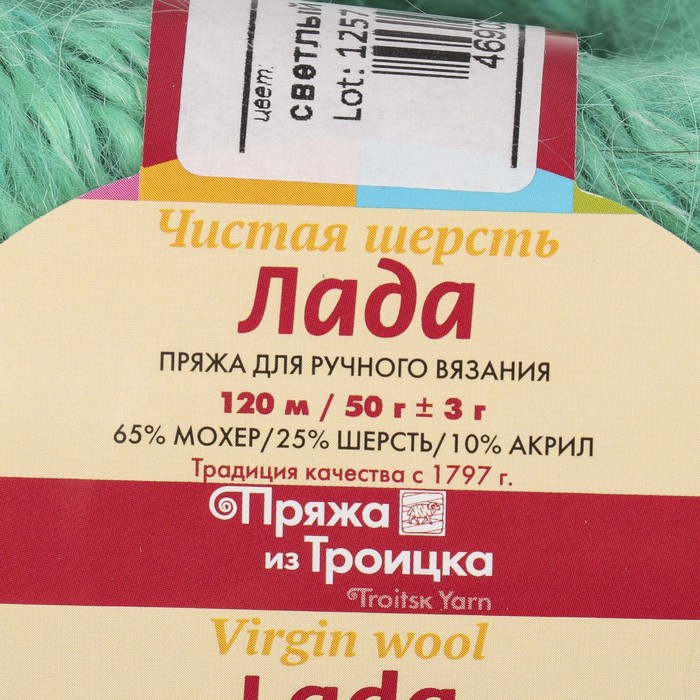 цвет:
светлый
Lot: 1257
Чистая шерсть
Лада
ПРЯЖА ДЛЯ РУЧНОГО ВЯЗАНИЯ
120 м / 50 г ± 3 г
65% МОХЕР/25% ШЕРСТЬ/10% АКРИЛ
Традиция качества с 1797 г.
Пряжа
из Троицка
Troitsk Yarn
Virgin wool
Lada